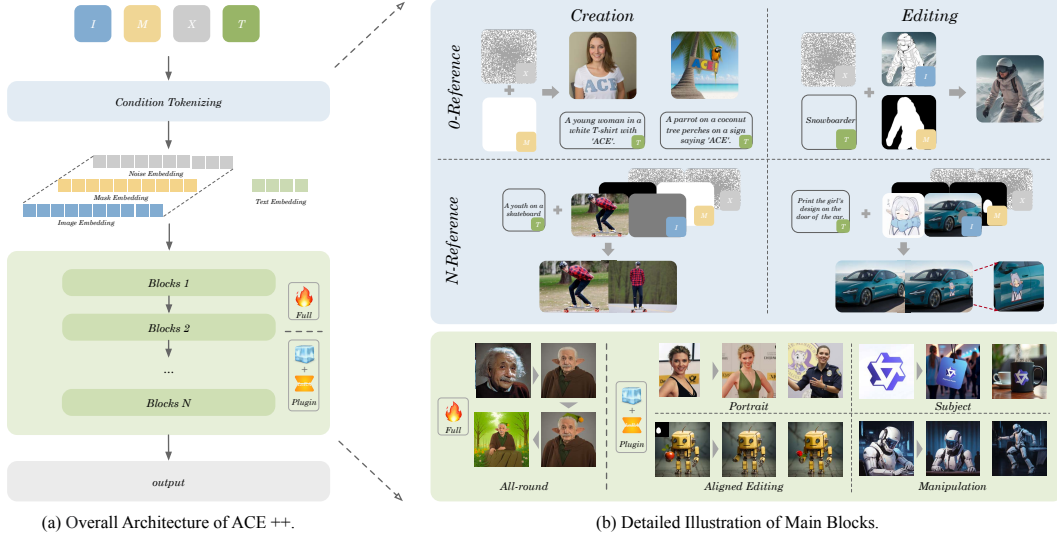 I M X T
Condition Tokenizing
Noise Embedding
Mask Embedding
Text Embedding
Image Embedding
Blocks 1
Blocks 2
...
Blocks N
Full
+
Plugin
output
(a) Overall Architecture of ACE ++.
Creation
Editing
0-Reference
X
+
M
ACE
A young woman in a
white T-shirt with
'ACE'.
T
ACE
A parrot on a coconut
tree perches on a sign
saying 'ACE'.
T
X
+
I
Snowboarder
T
M
N-Reference
A youth on a
skateboard
T
+
I
M
X
Print the girl's
design on the
door of the car.
T
+
I
M
X
Full
All-round
+
Plugin
Portrait
Subject
Aligned Editing
Manipulation
(b) Detailed Illustration of Main Blocks.